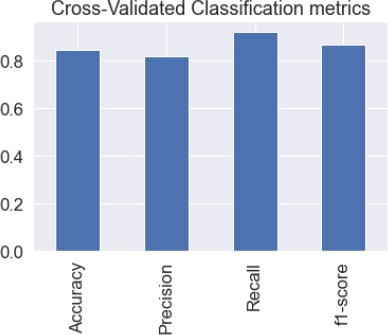 Cross-Validated Classification metrics
0.8
0.6
0.4
0.2
0.0
Accuracy
Precision
Recall
f1-score